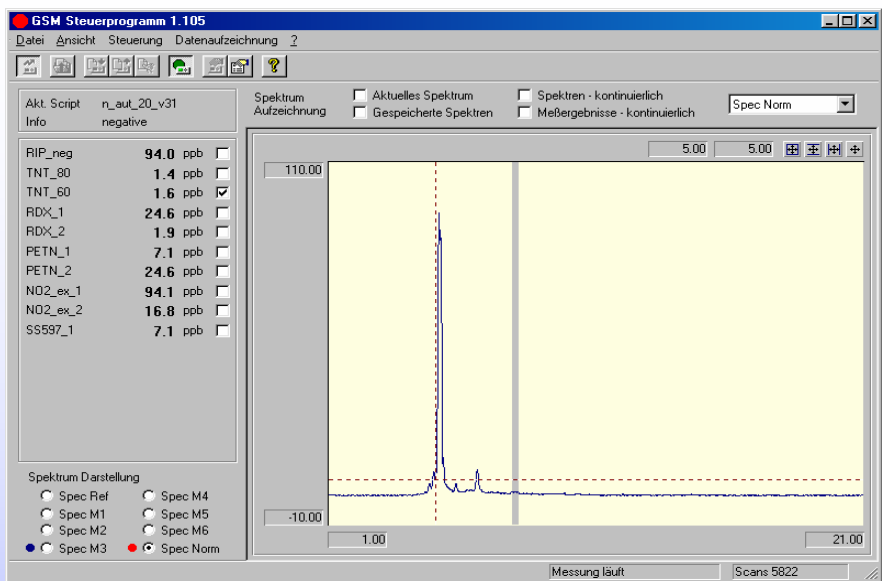 GSM Steuerprogramm 1.105
Datei Ansicht Steuerung Datenaufzeichnung ?
Akt. Script n_aut_20_v31
Info negative
Spektrum Aufzeichnung
Aktuelles Spektrum
Gespeicherte Spektren
Spektren - kontinuierlich
Meßergebnisse - kontinuierlich
Spec Norm
RIP_neg 94.0 ppb
TNT_80 1.4 ppb
TNT_60 1.6 ppb
RDX_1 24.6 ppb
RDX_2 1.9 ppb
PETN_1 7.1 ppb
PETN_2 24.6 ppb
NO2_ex_1 94.1 ppb
NO2_ex_2 16.8 ppb
SS597_1 7.1 ppb
5.00 5.00
110.00
-10.00
1.00 21.00
Spektrum Darstellung
Spec Ref Spec M4
Spec M1 Spec M5
Spec M2 Spec M6
Spec M3 Spec Norm
Messung läuft Scans 5822